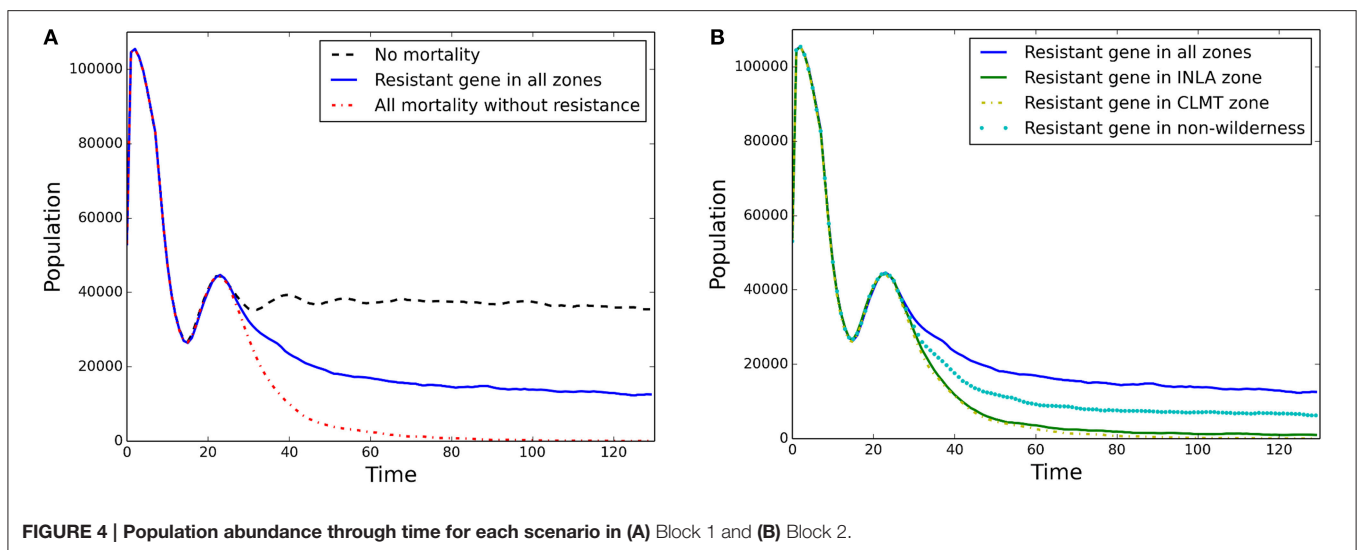 A
No mortality
Resistant gene in all zones
All mortality without resistance
Population
100000
80000
60000
40000
20000
0
0 20 40 60 80 100 120
Time
B
Resistant gene in all zones
Resistant gene in INLA zone
Resistant gene in CLMT zone
Resistant gene in non-wilderness
Population
100000
80000
60000
40000
20000
0
0 20 40 60 80 100 120
Time
FIGURE 4 | Population abundance through time for each scenario in (A) Block 1 and (B) Block 2.